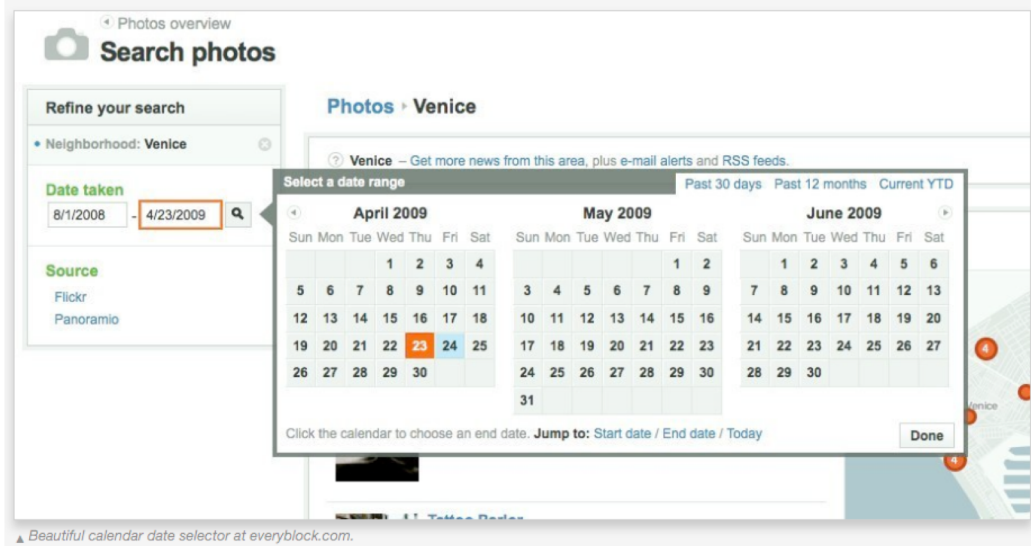 Photos overview
Search photos
Refine your search
Neighborhood: Venice
Date taken
8/1/2008 - 4/23/2009
Source
Flickr
Panoramio
Photos Venice
? Venice – Get more news from this area, plus e-mail alerts and RSS feeds.
Select a date range Past 30 days Past 12 months Current YTD
April 2009
Sun Mon Tue Wed Thu Fri Sat
1 2 3 4
5 6 7 8 9 10 11
12 13 14 15 16 17 18
19 20 21 22 23 24 25
26 27 28 29 30
May 2009
Sun Mon Tue Wed Thu Fri Sat
1 2
3 4 5 6 7 8 9
10 11 12 13 14 15 16
17 18 19 20 21 22 23
24 25 26 27 28 29 30
31
June 2009
Sun Mon Tue Wed Thu Fri Sat
1 2 3 4 5 6
7 8 9 10 11 12 13
14 15 16 17 18 19 20
21 22 23 24 25 26 27
28 29 30
Click the calendar to choose an end date. Jump to: Start date / End date / Today
Done
4
Venice
4
Beautiful calendar date selector at everyblock.com.